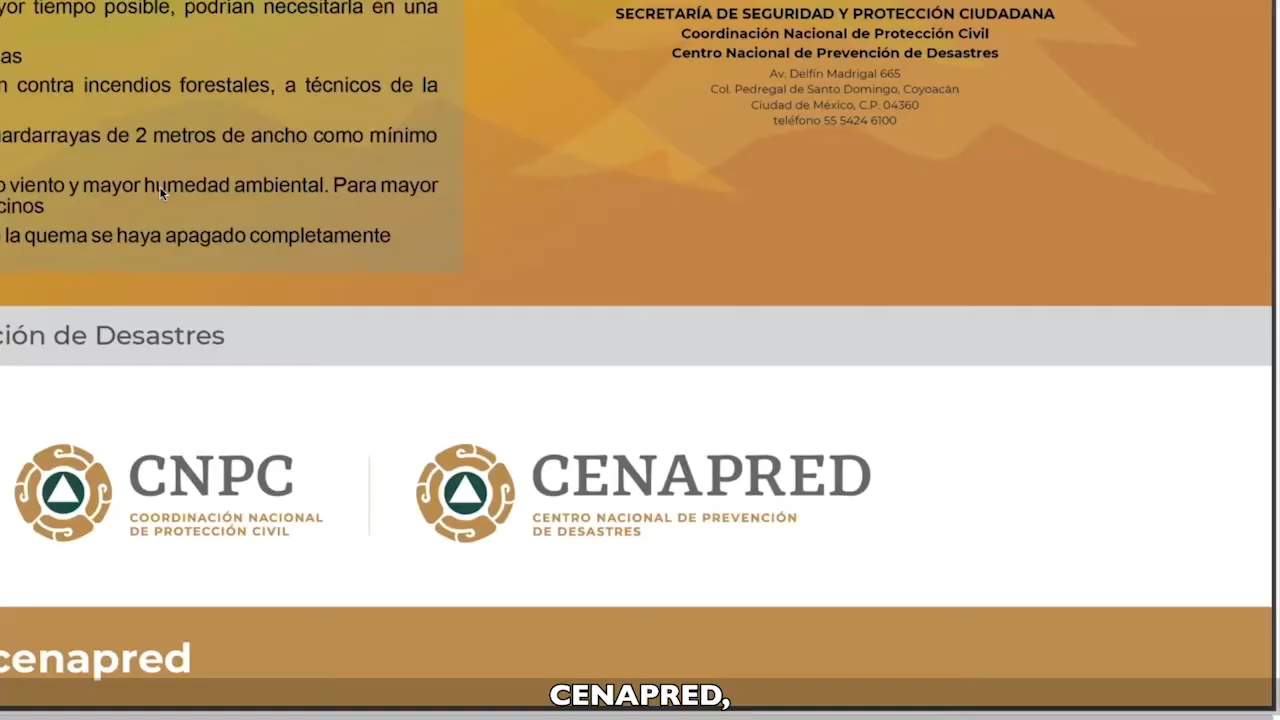 yor tiempo posible, podrían necesitarla en una
as
n contra incendios forestales, a técnicos de la
ardarrayas de 2 metros de ancho como mínimo
o viento y mayor humedad ambiental. Para mayor
cinos
la quema se haya apagado completamente
SECRETARÍA DE SEGURIDAD Y PROTECCIÓN CIUDADANA
Coordinación Nacional de Protección Civil
Centro Nacional de Prevención de Desastres
Av. Delfín Madrigal 665
Col. Pedregal de Santo Domingo, Coyoacán
Ciudad de México, C.P. 04360
teléfono 55 5424 6100
ción de Desastres
CNPC
COORDINACIÓN NACIONAL
DE PROTECCIÓN CIVIL
CENAPRED
CENTRO NACIONAL DE PREVENCIÓN
DE DESASTRES
cenapred
CENAPRED,